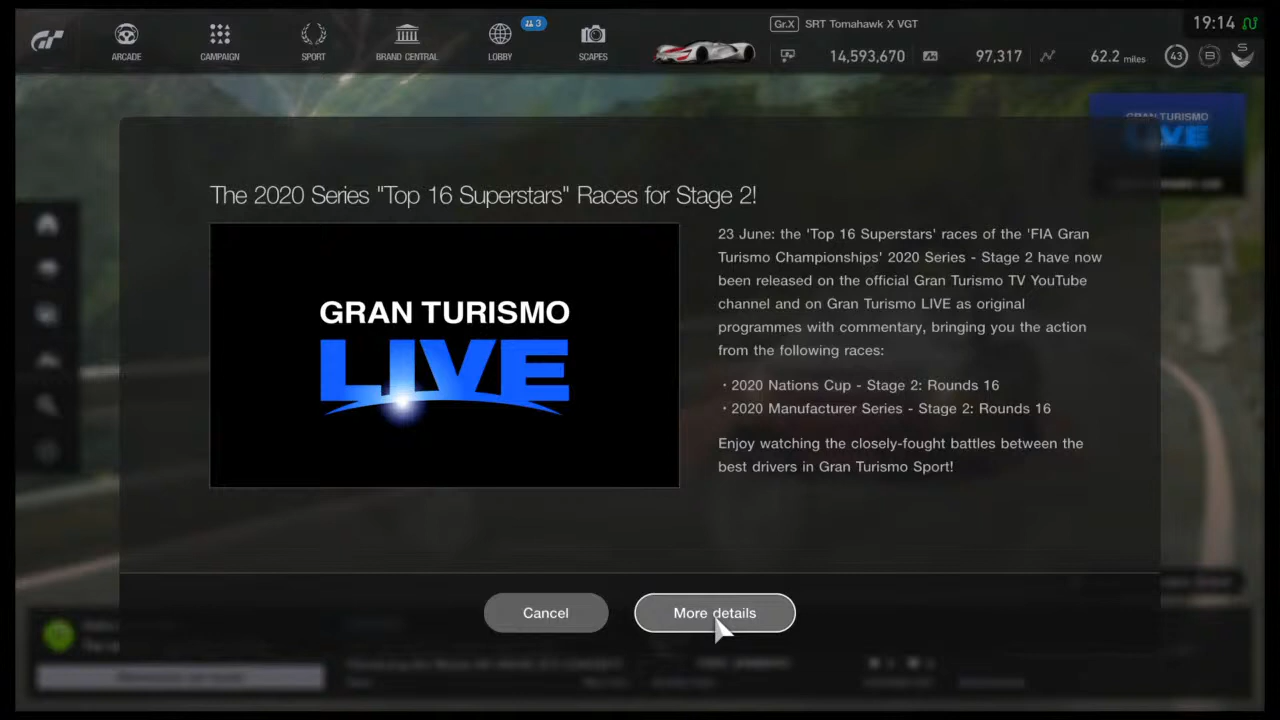 19:14
ARCADE
CAMPAIGN
SPORT
BRAND CENTRAL
3
LOBBY
SCAPES
Gr.X SRT Tomahawk X VGT
14,593,670
97,317
62.2 miles
43
B
S
GRAN TURISMO
LIVE
The 2020 Series "Top 16 Superstars" Races for Stage 2!
GRAN TURISMO
LIVE
23 June: the 'Top 16 Superstars' races of the 'FIA Gran
Turismo Championships' 2020 Series - Stage 2 have now
been released on the official Gran Turismo TV YouTube
channel and on Gran Turismo LIVE as original
programmes with commentary, bringing you the action
from the following races:
・2020 Nations Cup - Stage 2: Rounds 16
・2020 Manufacturer Series - Stage 2: Rounds 16
Enjoy watching the closely-fought battles between the
best drivers in Gran Turismo Sport!
Cancel
More details